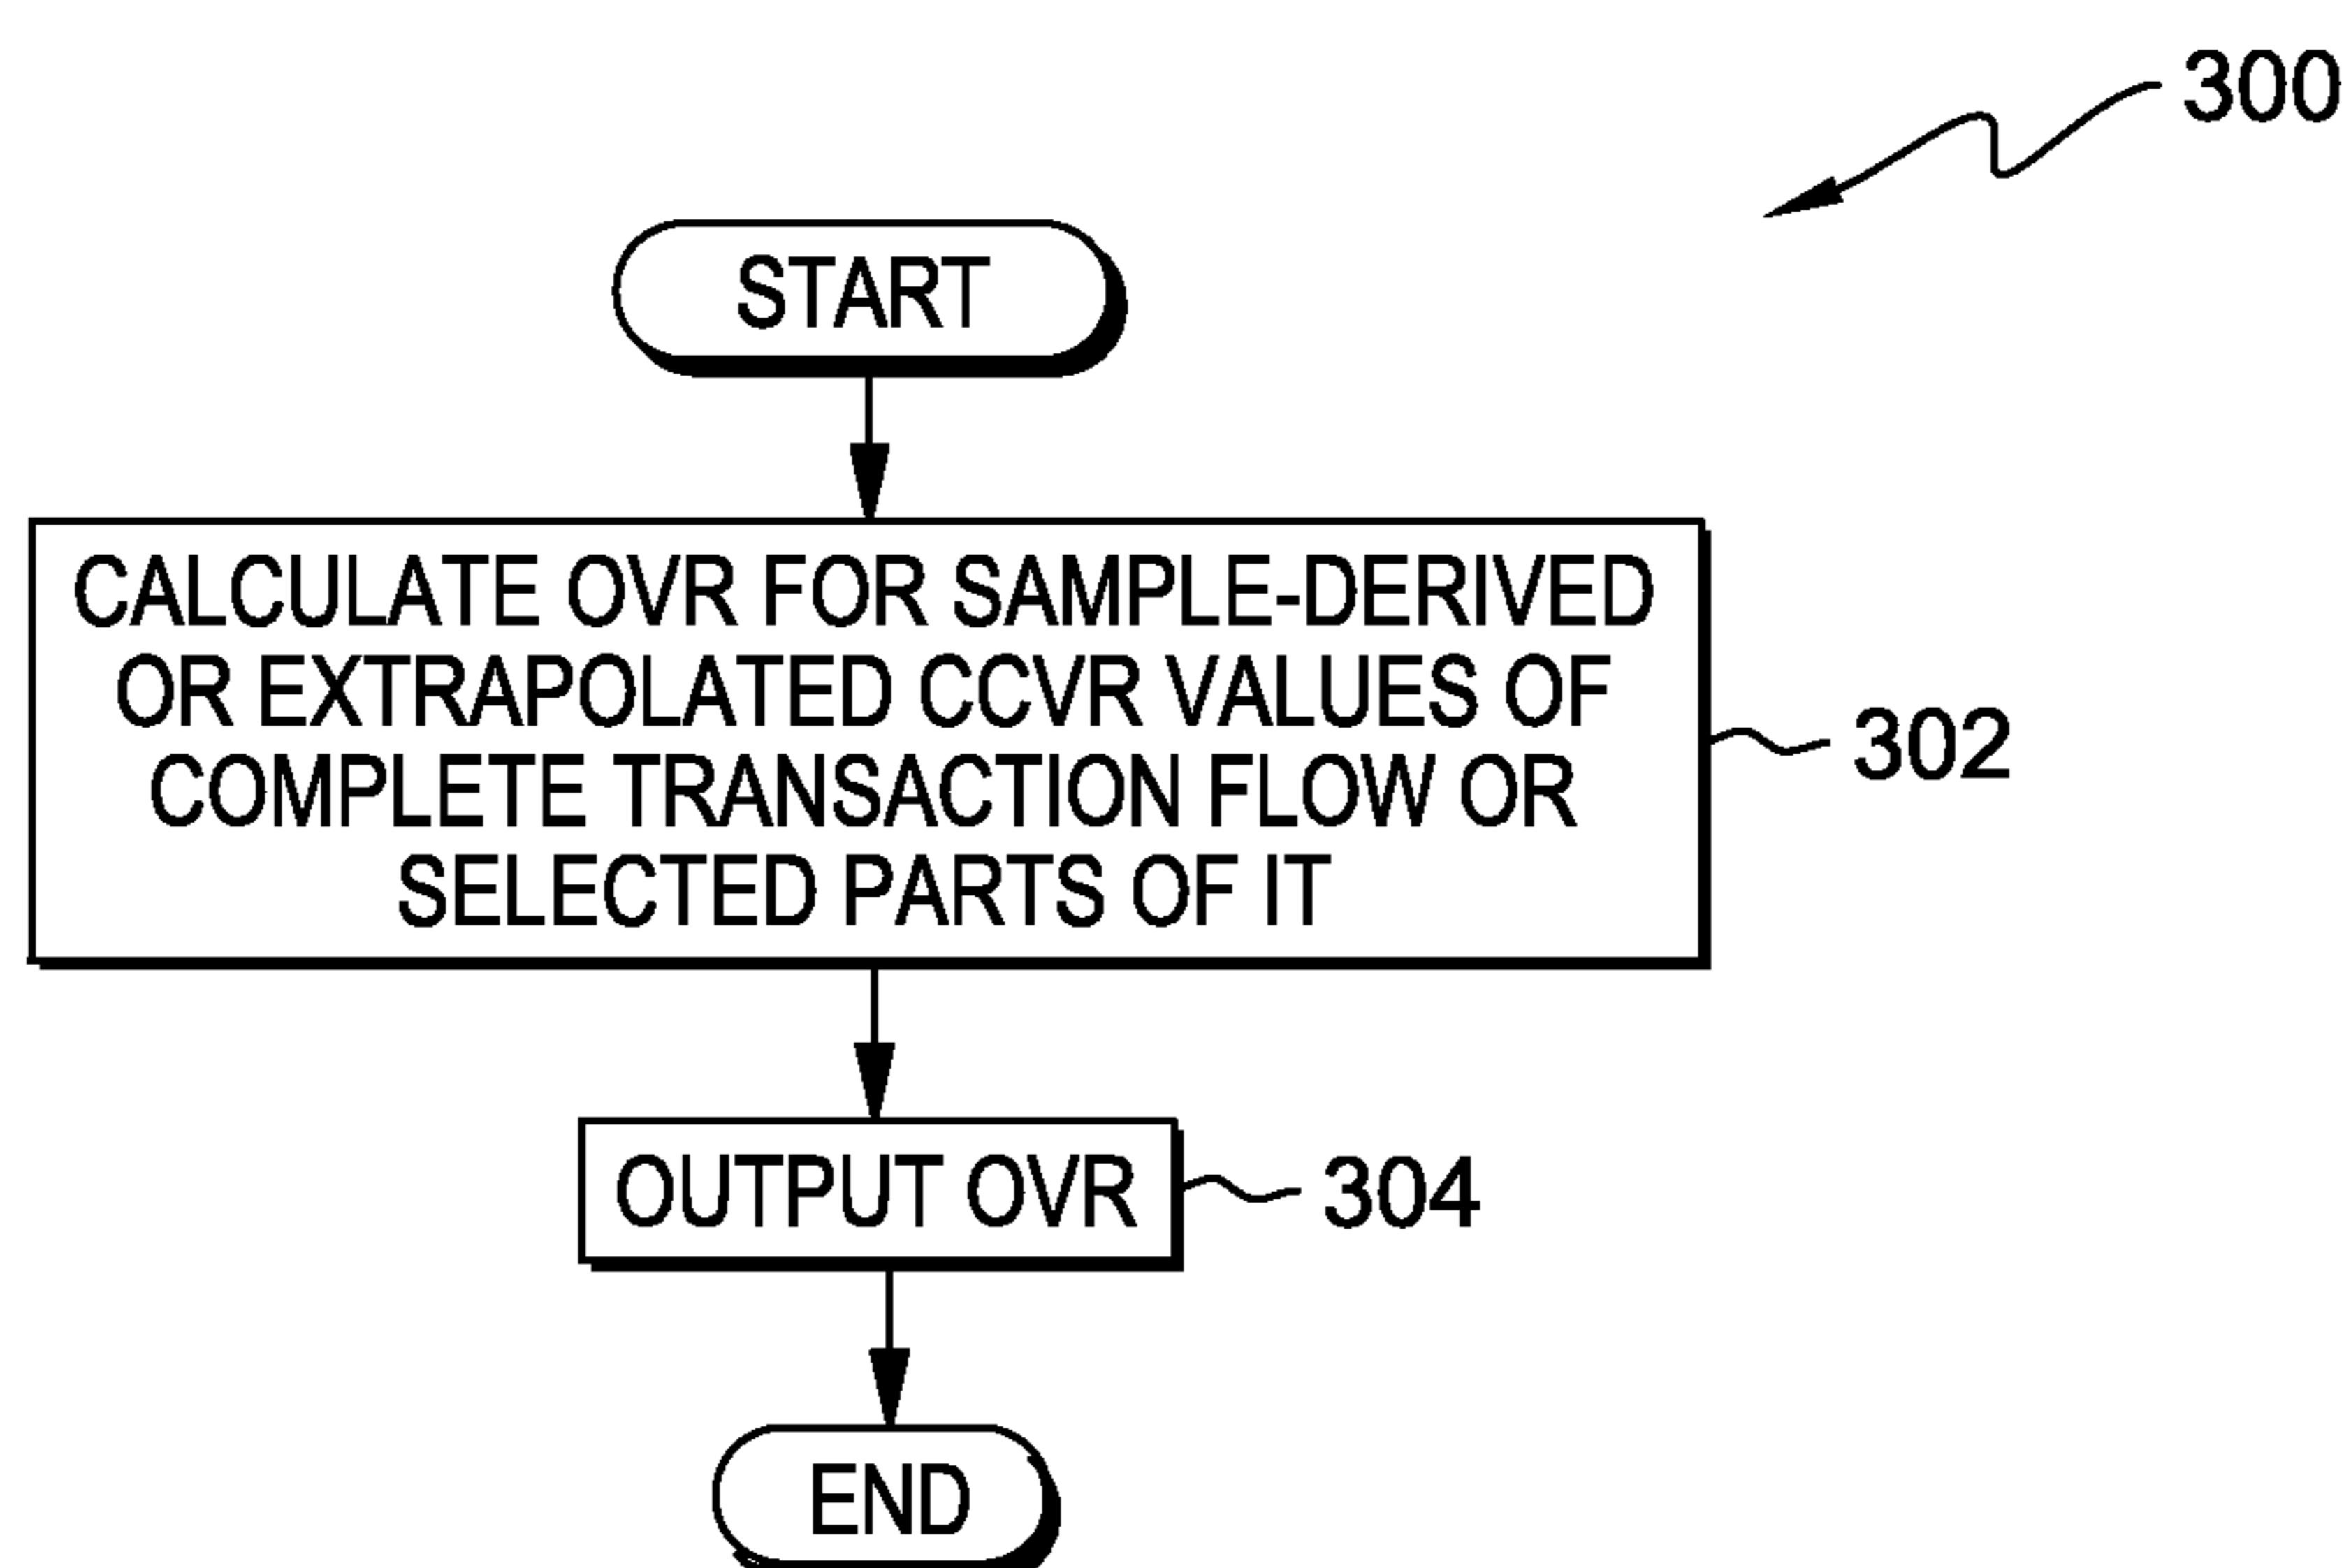 300
START
CALCULATE OVR FOR SAMPLE-DERIVED
OR EXTRAPOLATED CCVR VALUES OF
COMPLETE TRANSACTION FLOW OR
SELECTED PARTS OF IT
302
OUTPUT OVR
304
END